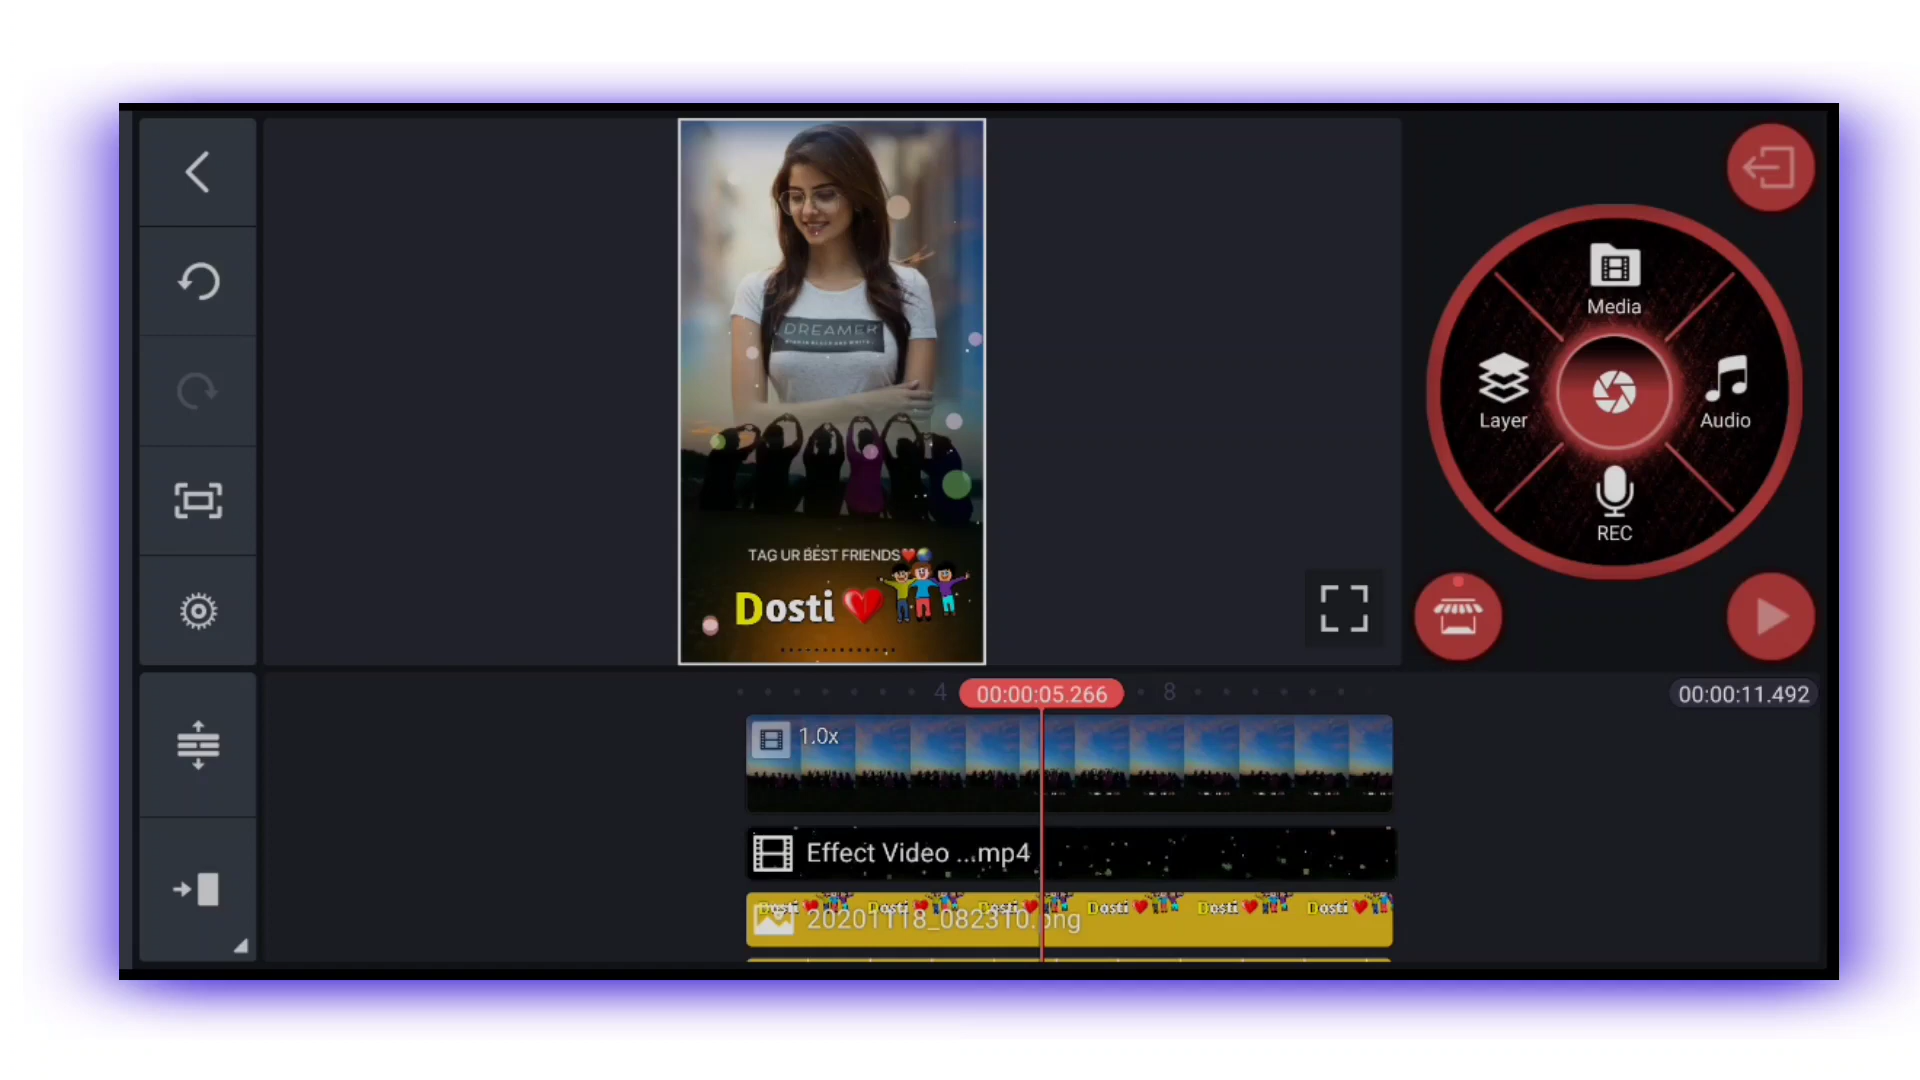 DREAMER
TAG UR BEST FRIENDS❤️🌏
Dosti
Media
Layer
Audio
REC
4
00:00:05.266
8
00:00:11.492
1.0x
Effect Video ...mp4
Dosti Dosti Dosti Dosti Dosti Dosti
20201118_082310.png